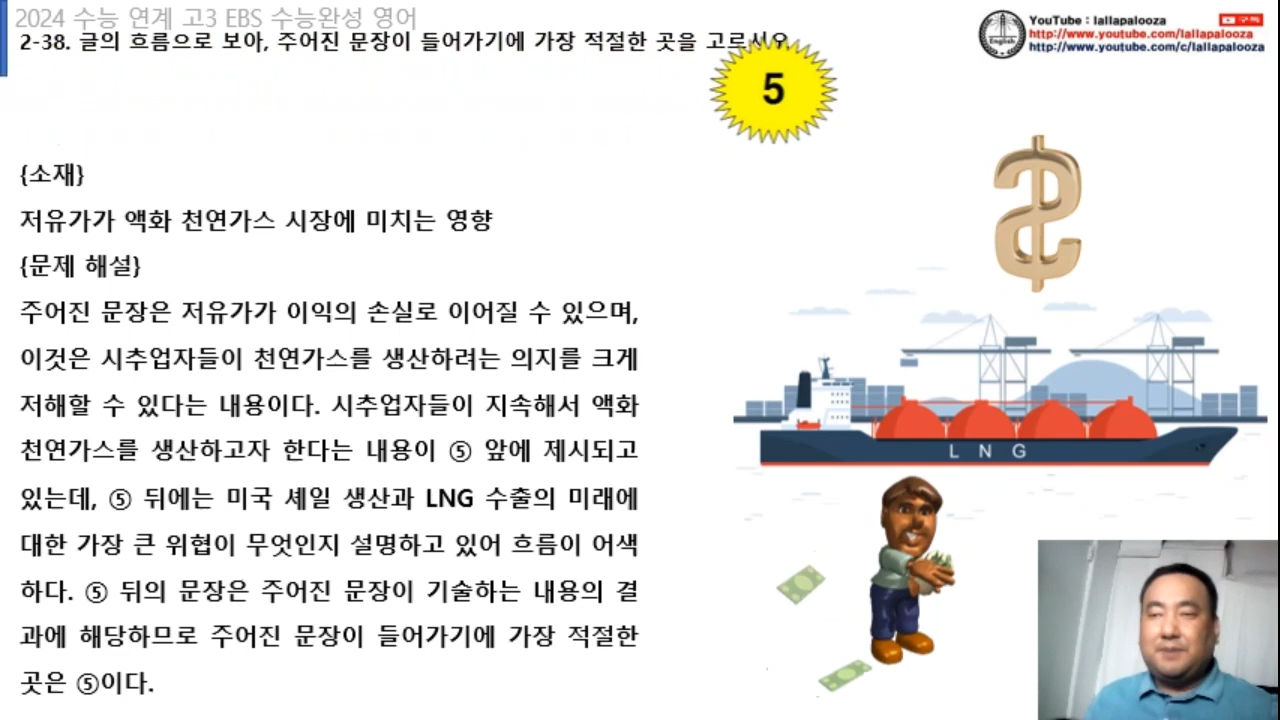 2024 수능 연계 고3 EBS 수능완성 영어
2-38. 글의 흐름으로 보아, 주어진 문장이 들어가기에 가장 적절한 곳을 고르시오
5
YouTube : lallapalooza
구독
http://www.youtube.com/lallapalooza
http://www.youtube.com/c/lallapalooza
English
{소재}
저유가가 액화 천연가스 시장에 미치는 영향
{문제 해설}
주어진 문장은 저유가가 이익의 손실로 이어질 수 있으며,
이것은 시추업자들이 천연가스를 생산하려는 의지를 크게
저해할 수 있다는 내용이다. 시추업자들이 지속해서 액화
천연가스를 생산하고자 한다는 내용이 ⑤ 앞에 제시되고
있는데, ⑤ 뒤에는 미국 셰일 생산과 LNG 수출의 미래에
대한 가장 큰 위협이 무엇인지 설명하고 있어 흐름이 어색
하다. ⑤ 뒤의 문장은 주어진 문장이 기술하는 내용의 결
과에 해당하므로 주어진 문장이 들어가기에 가장 적절한
곳은 ⑤이다.
L N G